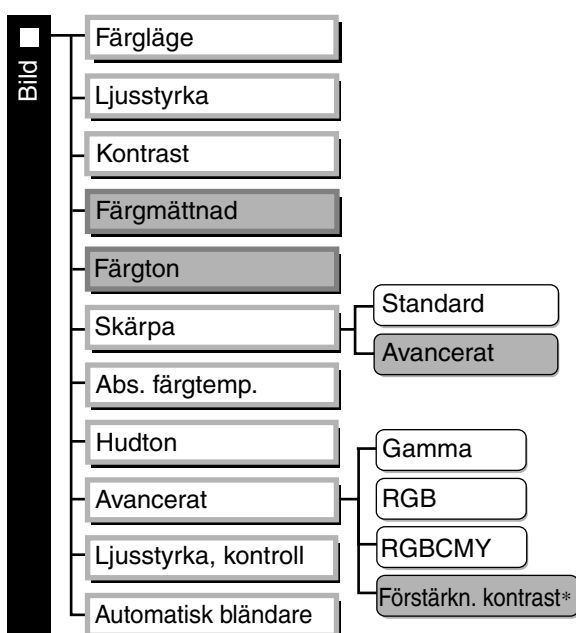 Bild
Färgläge
Ljusstyrka
Kontrast
Färgmättnad
Färgton
Skärpa
Standard
Avancerat
Abs. färgtemp.
Hudton
Avancerat
Gamma
RGB
RGBCMY
Förstärkn. kontrast*
Ljusstyrka, kontroll
Automatisk bländare